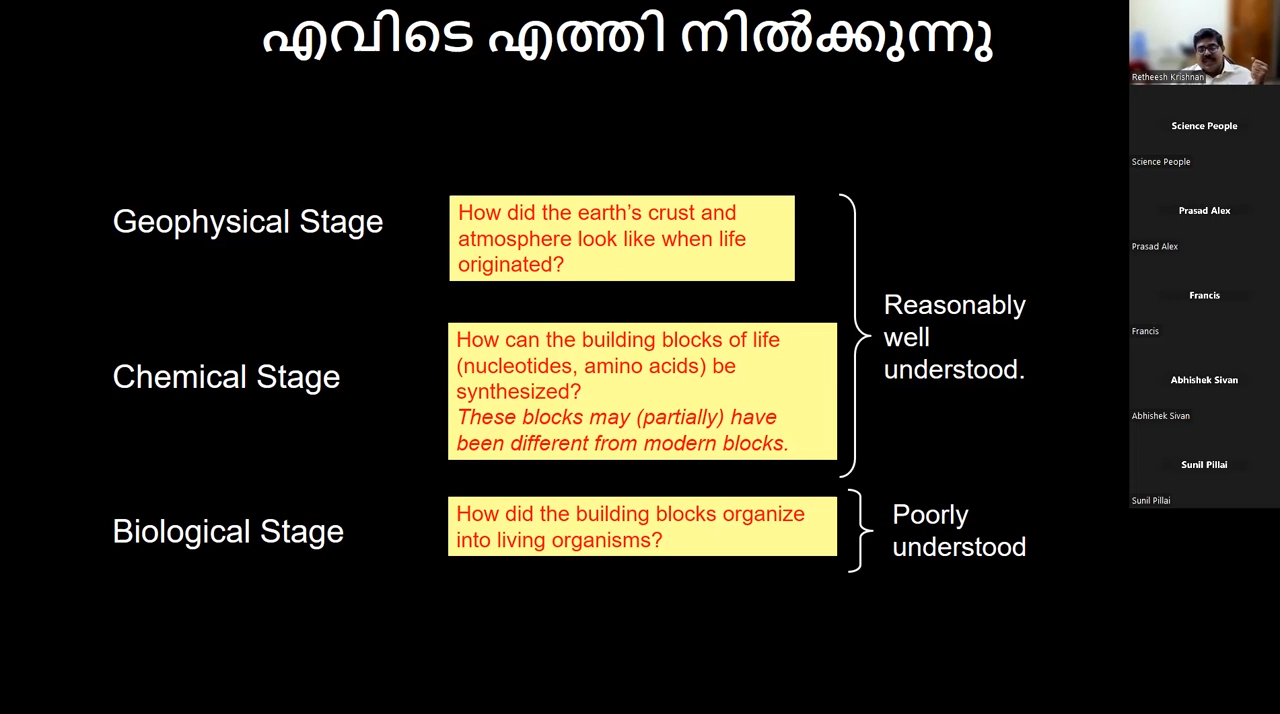 എവിടെ എത്തി നിൽക്കുന്നു
Geophysical Stage
How did the earth’s crust and
atmosphere look like when life
originated?
Chemical Stage
How can the building blocks of life
(nucleotides, amino acids) be
synthesized?
These blocks may (partially) have
been different from modern blocks.
Reasonably
well
understood.
Biological Stage
How did the building blocks organize
into living organisms?
Poorly
understood
Retheesh Krishnan
Science People
Science People
Prasad Alex
Prasad Alex
Francis
Francis
Abhishek Sivan
Abhishek Sivan
Sunil Pillai
Sunil Pillai